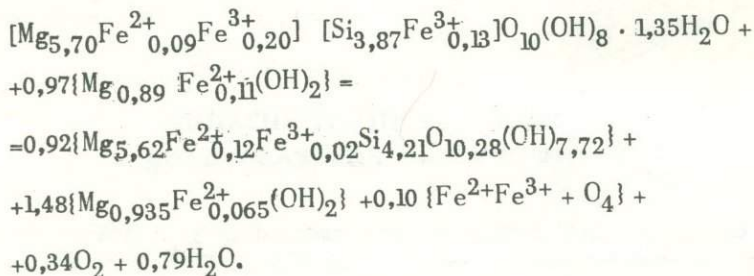 [Mg₅,₇₀Fe²⁺₀,₀₉Fe³⁺₀,₂₀] [Si₃,₈₇Fe³⁺₀,₁₃]O₁₀(OH)₈ · 1,35H₂O +
+0,97{Mg₀,₈₉ Fe²⁺₀,₁₁(OH)₂} =
=0,92{Mg₅,₆₂Fe²⁺₀,₁₂Fe³⁺₀,₀₂Si₄,₂₁O₁₀,₂₈(OH)₇,₇₂} +
+1,48{Mg₀,₉₃₅Fe²⁺₀,₀₆₅(OH)₂} +0,10 {Fe²⁺Fe³⁺ + O₄} +
+0,34O₂ + 0,79H₂O.